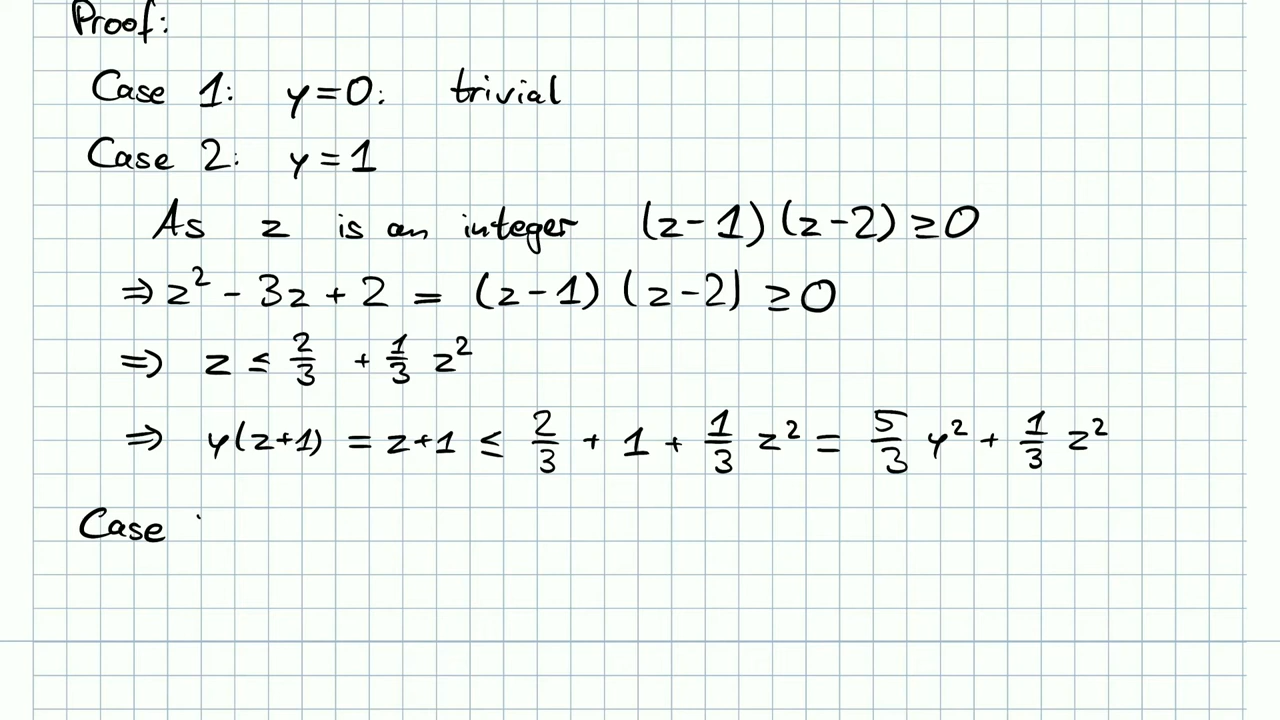 Proof:
Case 1: y=0: trivial
Case 2: y=1
As z is an integer (z-1)(z-2)≥0
⇒ z² - 3z + 2 = (z-1)(z-2) ≥0
⇒ z ≤ 2/3 + 1/3 z²
⇒ y(z+1) = z+1 ≤ 2/3 + 1 + 1/3 z² = 5/3 y² + 1/3 z²
Case